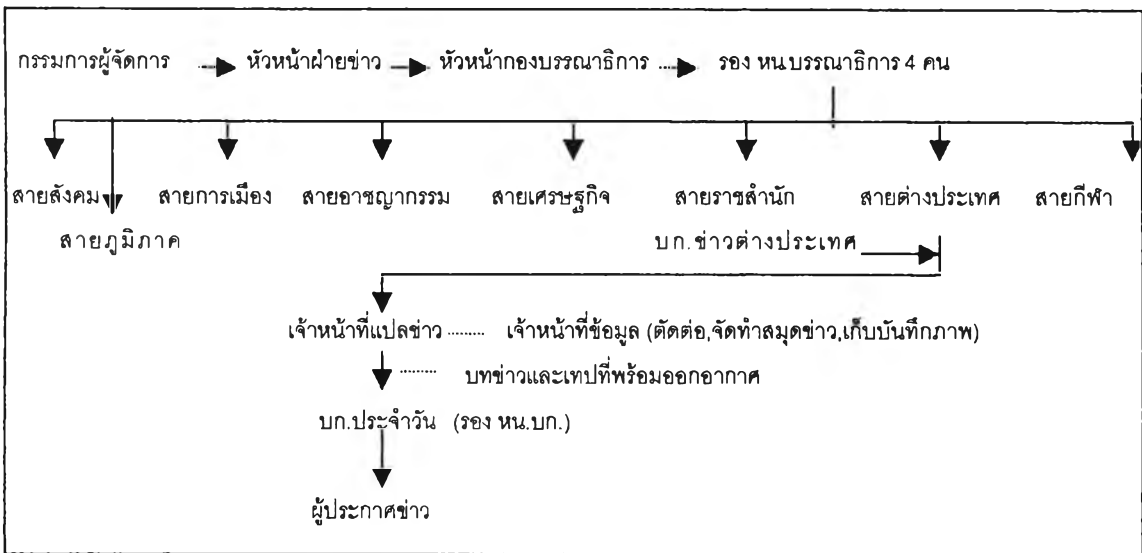 กรรมการผู้จัดการ หัวหน้าฝ่ายข่าว หัวหน้ากองบรรณาธิการ รอง หน.บรรณาธิการ 4 คน
สายสังคม สายการเมือง สายอาชญากรรม สายเศรษฐกิจ สายราชสำนัก สายต่างประเทศ สายกีฬา
สายภูมิภาค บก.ข่าวต่างประเทศ
เจ้าหน้าที่แปลข่าว ......... เจ้าหน้าที่ข้อมูล (ตัดต่อ,จัดทำสมุดข่าว,เก็บบันทึกภาพ)
......... บทข่าวและเทปที่พร้อมออกอากาศ
บก.ประจำวัน (รอง หน.บก.)
ผู้ประกาศข่าว